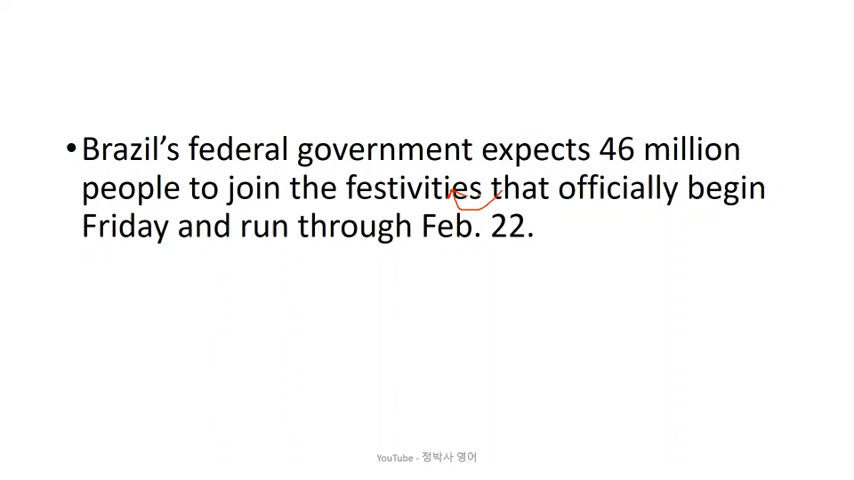 •Brazil's federal government expects 46 million
people to join the festivities that officially begin
Friday and run through Feb. 22.
YouTube - 정박사 영어